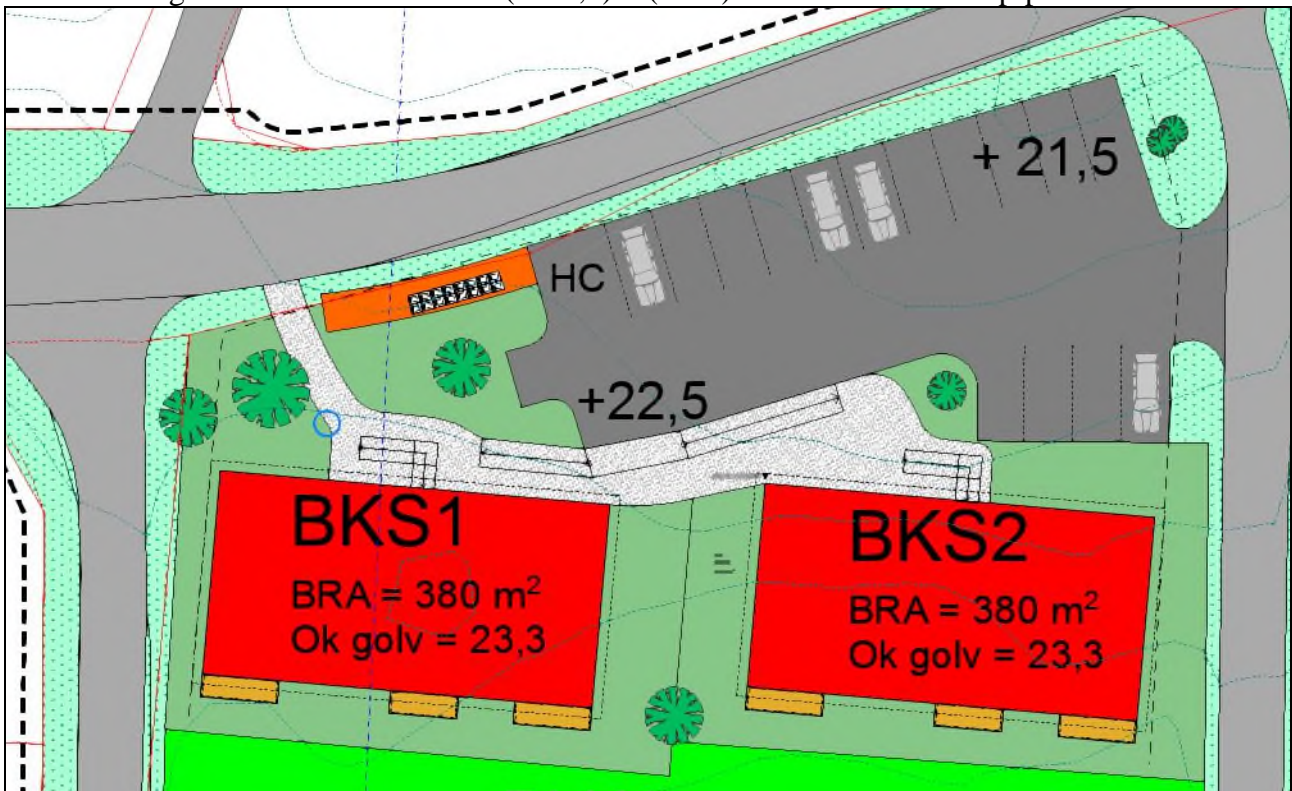 + 21,5
HC
+22,5
BKS1
BRA = 380 m²
Ok golv = 23,3
BKS2
BRA = 380 m²
Ok golv = 23,3